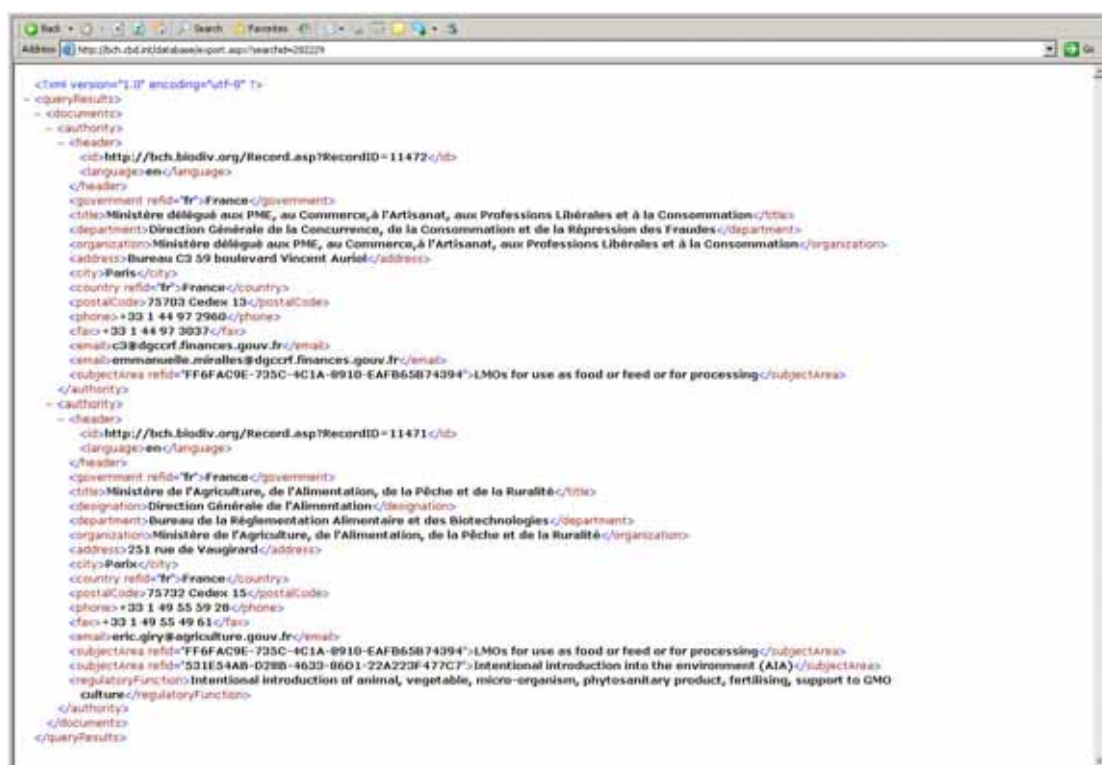 Back Search Favorites
Address http://bch.cbd.int/database/export.aspx?searchid=282229 Go
<?xml version="1.0" encoding="utf-8" ?>
- <queryResults>
- <documents>
- <authority>
- <header>
<id>http://bch.biodiv.org/Record.asp?RecordID=11472</id>
<language>en</language>
</header>
<government refid="fr">France</government>
<title>Ministère délégué aux PME, au Commerce,à l'Artisanat, aux Professions Libérales et à la Consommation</title>
<department>Direction Générale de la Concurrence, de la Consommation et de la Répression des Fraudes</department>
<organization>Ministère délégué aux PME, au Commerce,à l'Artisanat, aux Professions Libérales et à la Consommation</organization>
<address>Bureau C3 59 boulevard Vincent Auriol</address>
<city>Paris</city>
<country refid="fr">France</country>
<postalCode>75703 Cedex 13</postalCode>
<phone>+33 1 44 97 2960</phone>
<fax>+33 1 44 97 3037</fax>
<email>c3@dgccrf.finances.gouv.fr</email>
<email>emmanuelle.miralles@dgccrf.finances.gouv.fr</email>
<subjectArea refid="FF6FAC9E-735C-4C1A-8910-EAFB65B74394">LMOs for use as food or feed or for processing</subjectArea>
</authority>
- <authority>
- <header>
<id>http://bch.biodiv.org/Record.asp?RecordID=11471</id>
<language>en</language>
</header>
<government refid="fr">France</government>
<title>Ministère de l'Agriculture, de l'Alimentation, de la Pêche et de la Ruralité</title>
<designation>Direction Générale de l'Alimentation</designation>
<department>Bureau de la Réglementation Alimentaire et des Biotechnologies</department>
<organization>Ministère de l'Agriculture, de l'Alimentation, de la Pêche et de la Ruralité</organization>
<address>251 rue de Vaugirard</address>
<city>Parix</city>
<country refid="fr">France</country>
<postalCode>75732 Cedex 15</postalCode>
<phone>+33 1 49 55 59 28</phone>
<fax>+33 1 49 55 49 61</fax>
<email>eric.giry@agriculture.gouv.fr</email>
<subjectArea refid="FF6FAC9E-735C-4C1A-8910-EAFB65B74394">LMOs for use as food or feed or for processing</subjectArea>
<subjectArea refid="531E54AB-D28B-4633-86D1-22A223F477C7">Intentional introduction into the environment (AIA)</subjectArea>
<regulatoryFunction>Intentional introduction of animal, vegetable, micro-organism, phytosanitary product, fertilising, support to GMO
culture</regulatoryFunction>
</authority>
</documents>
</queryResults>